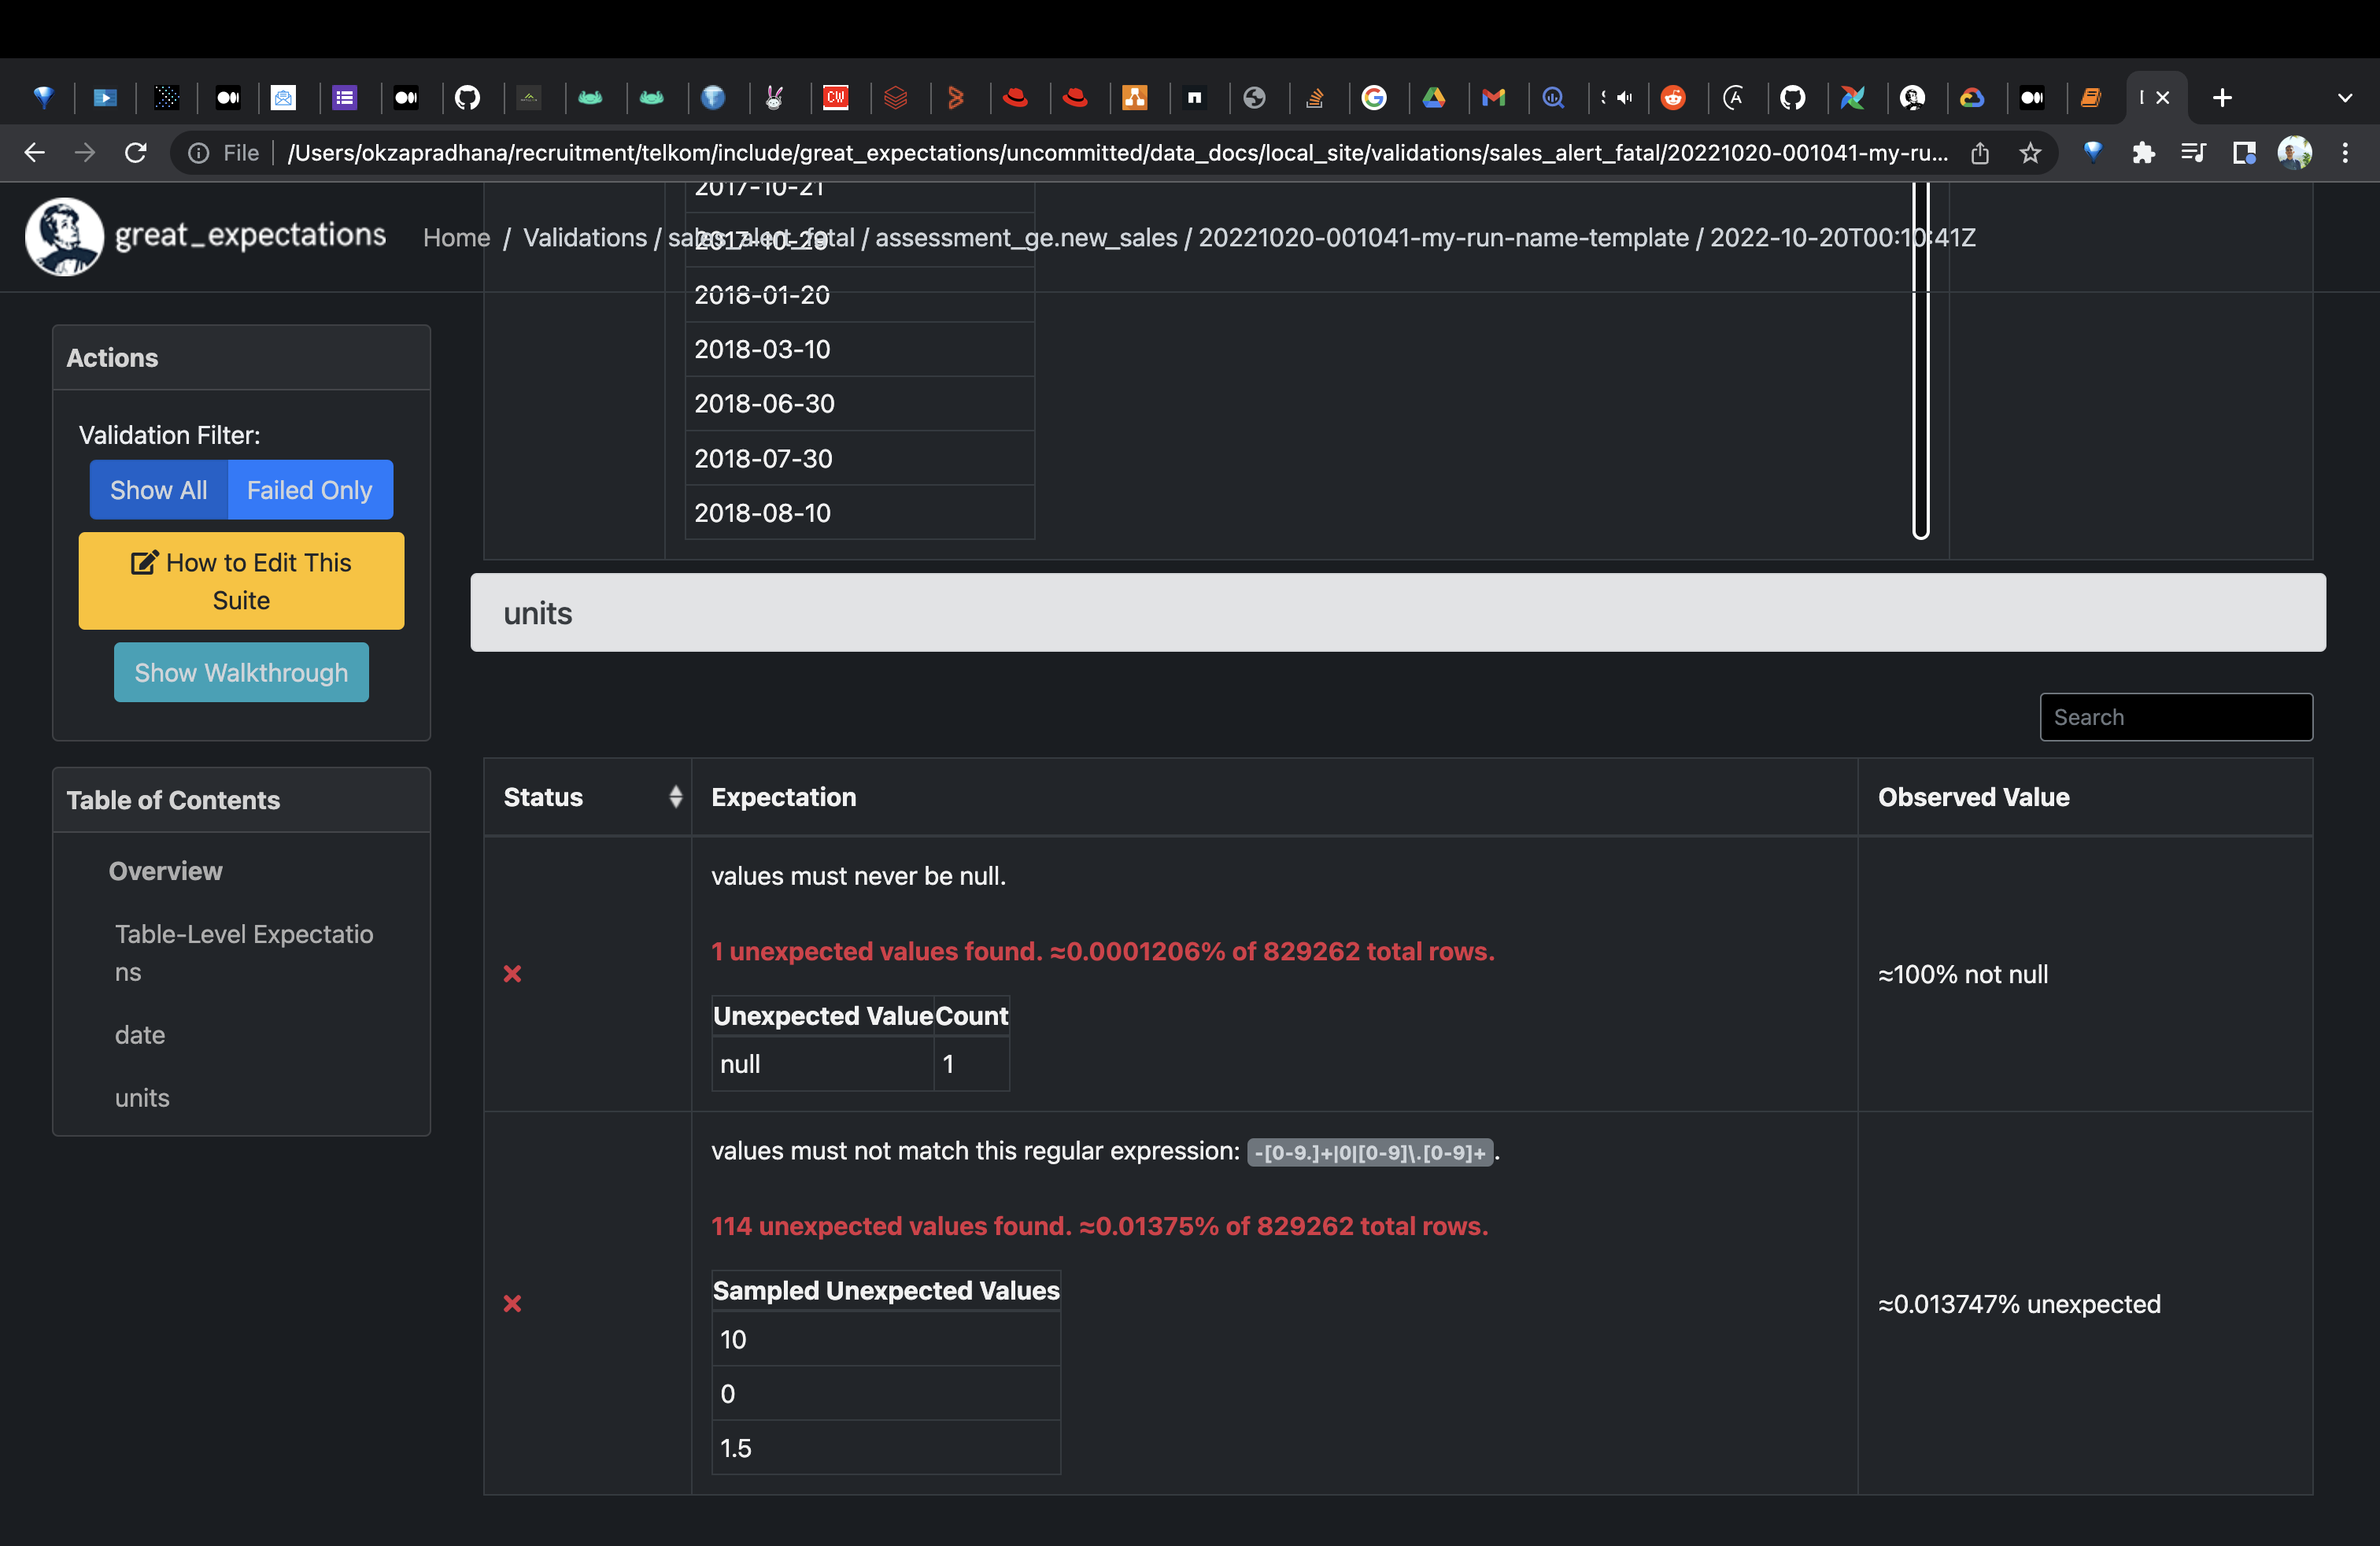 CW
File
/Users/okzapradhana/recruitment/telkom/include/great_expectations/uncommitted/data_docs/local_site/validations/sales_alert_fatal/20221020-001041-my-ru...
2017-10-21
great_expectations
Home / Validations / sales_alert_fatal / assessment_ge.new_sales / 20221020-001041-my-run-name-template / 2022-10-20T00:10:41Z
2018-01-20
2018-03-10
2018-06-30
2018-07-30
2018-08-10
Actions
Validation Filter:
Show All
Failed Only
How to Edit This
Suite
Show Walkthrough
Table of Contents
Overview
Table-Level Expectatio
ns
date
units
units
Search
Status
Expectation
Observed Value
values must never be null.
1 unexpected values found. ≈0.0001206% of 829262 total rows.
Unexpected Value Count
null 1
≈100% not null
values must not match this regular expression: -[0-9.]+|0|[0-9]\.[0-9]+ .
114 unexpected values found. ≈0.01375% of 829262 total rows.
Sampled Unexpected Values
10
0
1.5
≈0.013747% unexpected